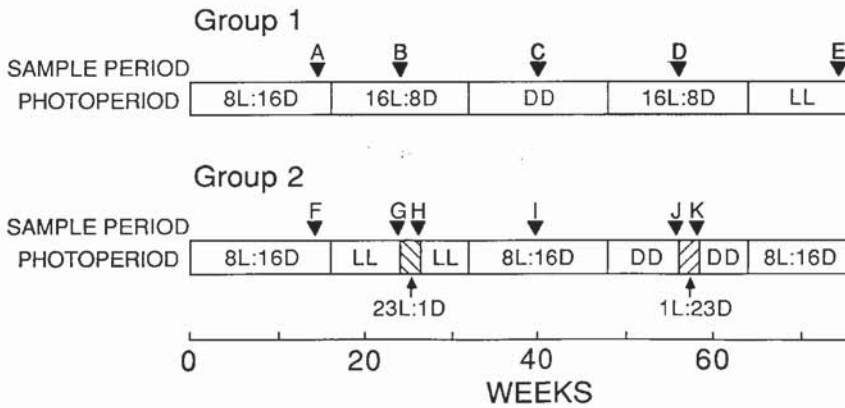 Group 1
A B C D E
SAMPLE PERIOD
PHOTOPERIOD 8L:16D 16L:8D DD 16L:8D LL
Group 2
F G H I J K
SAMPLE PERIOD
PHOTOPERIOD 8L:16D LL LL 8L:16D DD DD 8L:16D
23L:1D 1L:23D
0 20 40 60
WEEKS